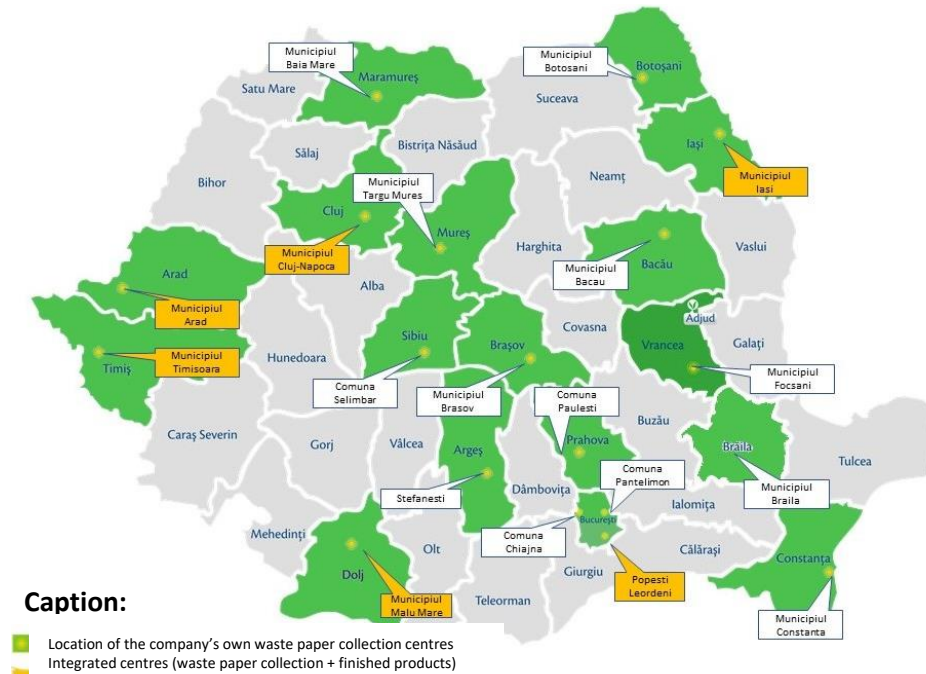 Municipiul
Baia Mare
Maramureş
Satu Mare
Municipiul
Botosani
Botoşani
Suceava
Sălaj
Bistriţa Năsăud
Iaşi
Municipiul
Iasi
Bihor
Neamţ
Municipiul
Targu Mures
Cluj
Mureş
Municipiul
Cluj-Napoca
Harghita
Municipiul
Bacau
Bacău
Vaslui
Arad
Municipiul
Arad
Alba
Covasna
Adjud
Vrancea
Galaţi
Sibiu
Braşov
Hunedoara
Timiş
Municipiul
Timisoara
Comuna
Selimbar
Municipiul
Brasov
Comuna
Paulesti
Municipiul
Focsani
Caraş Severin
Gorj
Vâlcea
Argeş
Prahova
Buzău
Brăila
Tulcea
Comuna
Pantelimon
Municipiul
Braila
Stefanesti
Dâmboviţa
Ialomiţa
Mehedinţi
Olt
Comuna
Chiajna
Bucureşti
Călăraşi
Constanţa
Dolj
Giurgiu
Popesti
Leordeni
Municipiul
Malu Mare
Teleorman
Municipiul
Constanta
Caption:
Location of the company’s own waste paper collection centres
Integrated centres (waste paper collection + finished products)